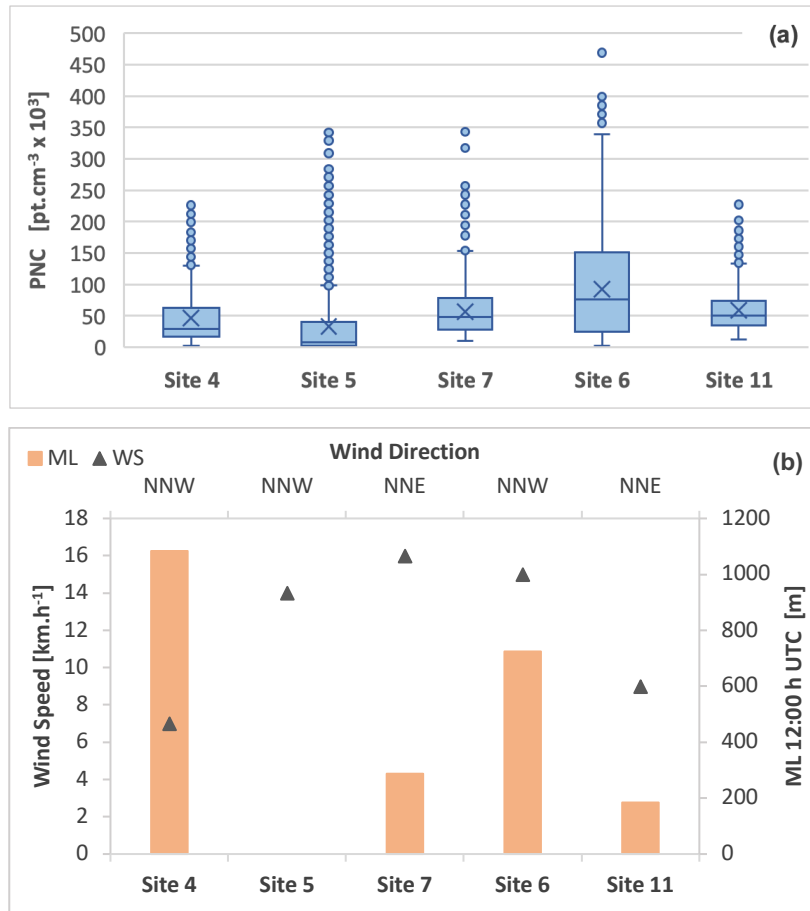 (a)
PNC [pt.cm⁻³ x 10³]
500
450
400
350
300
250
200
150
100
50
0
Site 4 Site 5 Site 7 Site 6 Site 11
(b)
ML WS
Wind Direction
NNW NNW NNE NNW NNE
Wind Speed [km.h⁻¹]
18
16
14
12
10
8
6
4
2
0
ML 12:00 h UTC [m]
1200
1000
800
600
400
200
0
Site 4 Site 5 Site 7 Site 6 Site 11